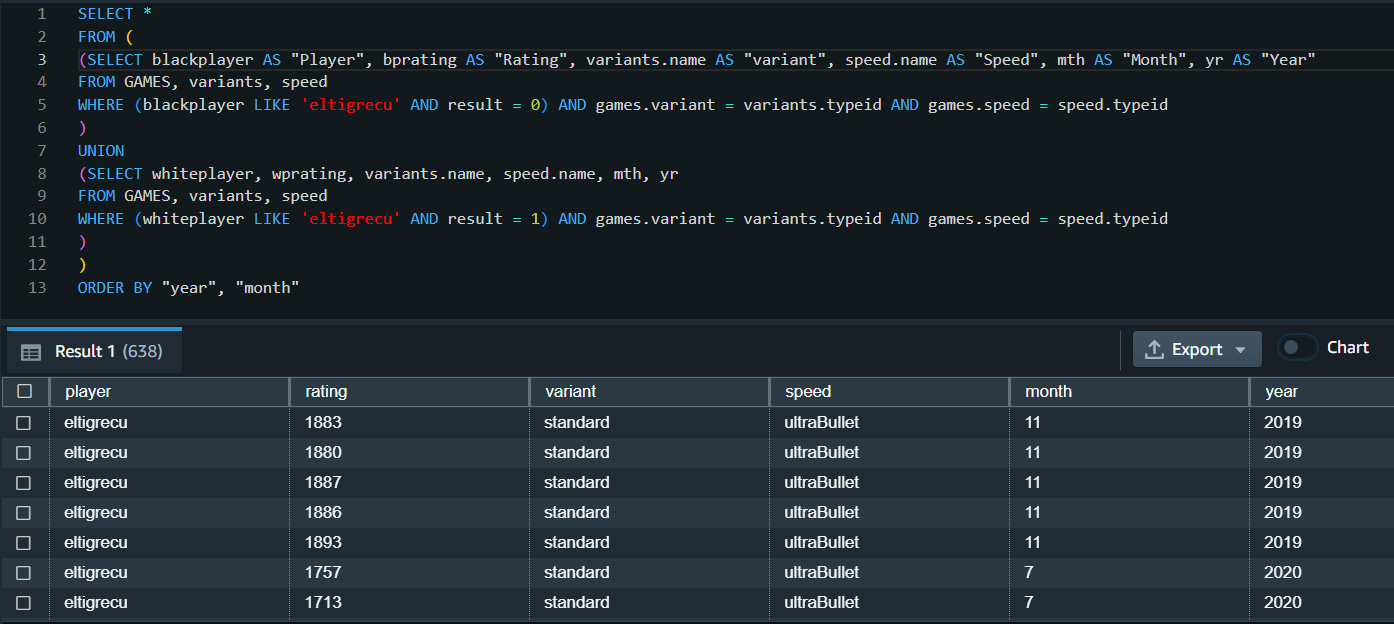 1 SELECT *
2 FROM (
3 (SELECT blackplayer AS "Player", bprating AS "Rating", variants.name AS "variant", speed.name AS "Speed", mth AS "Month", yr AS "Year"
4 FROM GAMES, variants, speed
5 WHERE (blackplayer LIKE 'eltigrecu' AND result = 0) AND games.variant = variants.typeid AND games.speed = speed.typeid
6 )
7 UNION
8 (SELECT whiteplayer, wprating, variants.name, speed.name, mth, yr
9 FROM GAMES, variants, speed
10 WHERE (whiteplayer LIKE 'eltigrecu' AND result = 1) AND games.variant = variants.typeid AND games.speed = speed.typeid
11 )
12 )
13 ORDER BY "year", "month"
Result 1 (638) Export Chart
player rating variant speed month year
eltigrecu 1883 standard ultraBullet 11 2019
eltigrecu 1880 standard ultraBullet 11 2019
eltigrecu 1887 standard ultraBullet 11 2019
eltigrecu 1886 standard ultraBullet 11 2019
eltigrecu 1893 standard ultraBullet 11 2019
eltigrecu 1757 standard ultraBullet 7 2020
eltigrecu 1713 standard ultraBullet 7 2020